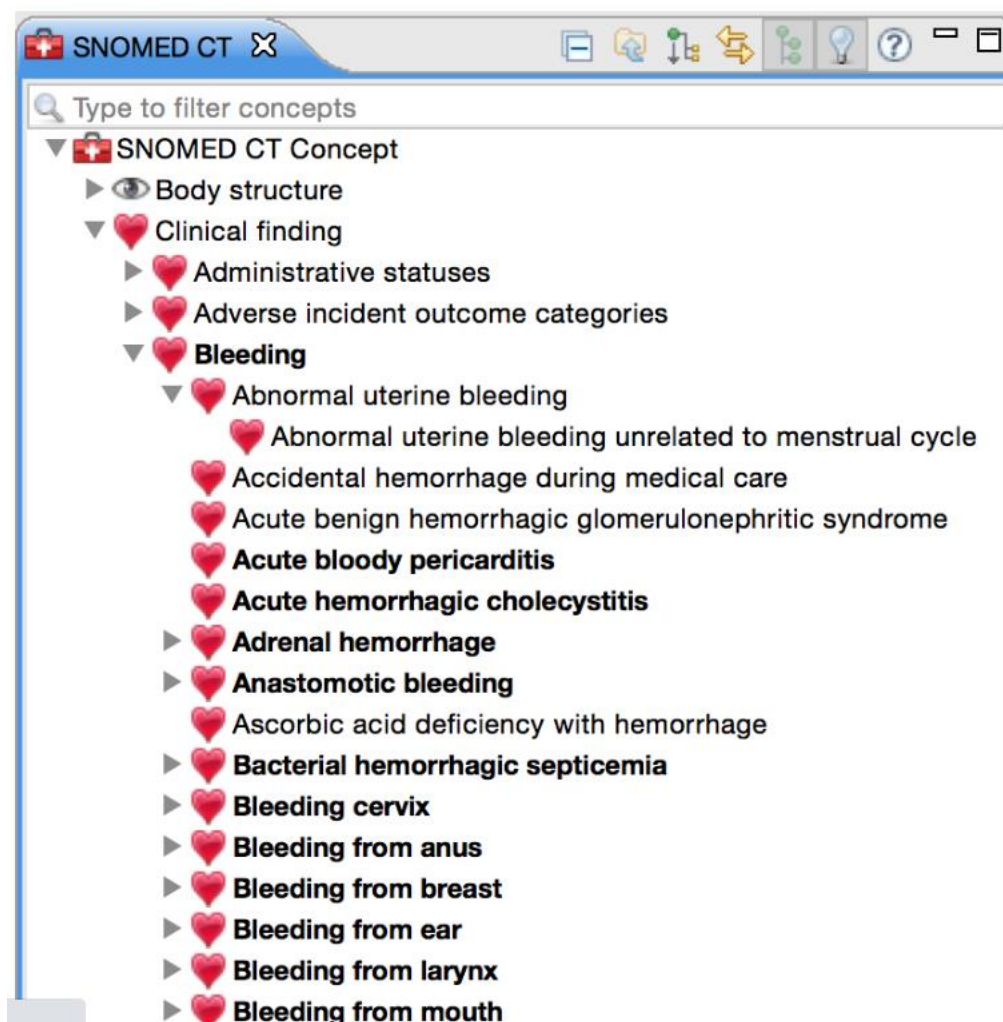 SNOMED CT
Type to filter concepts
SNOMED CT Concept
Body structure
Clinical finding
Administrative statuses
Adverse incident outcome categories
Bleeding
Abnormal uterine bleeding
Abnormal uterine bleeding unrelated to menstrual cycle
Accidental hemorrhage during medical care
Acute benign hemorrhagic glomerulonephritic syndrome
Acute bloody pericarditis
Acute hemorrhagic cholecystitis
Adrenal hemorrhage
Anastomotic bleeding
Ascorbic acid deficiency with hemorrhage
Bacterial hemorrhagic septicemia
Bleeding cervix
Bleeding from anus
Bleeding from breast
Bleeding from ear
Bleeding from larynx
Bleeding from mouth